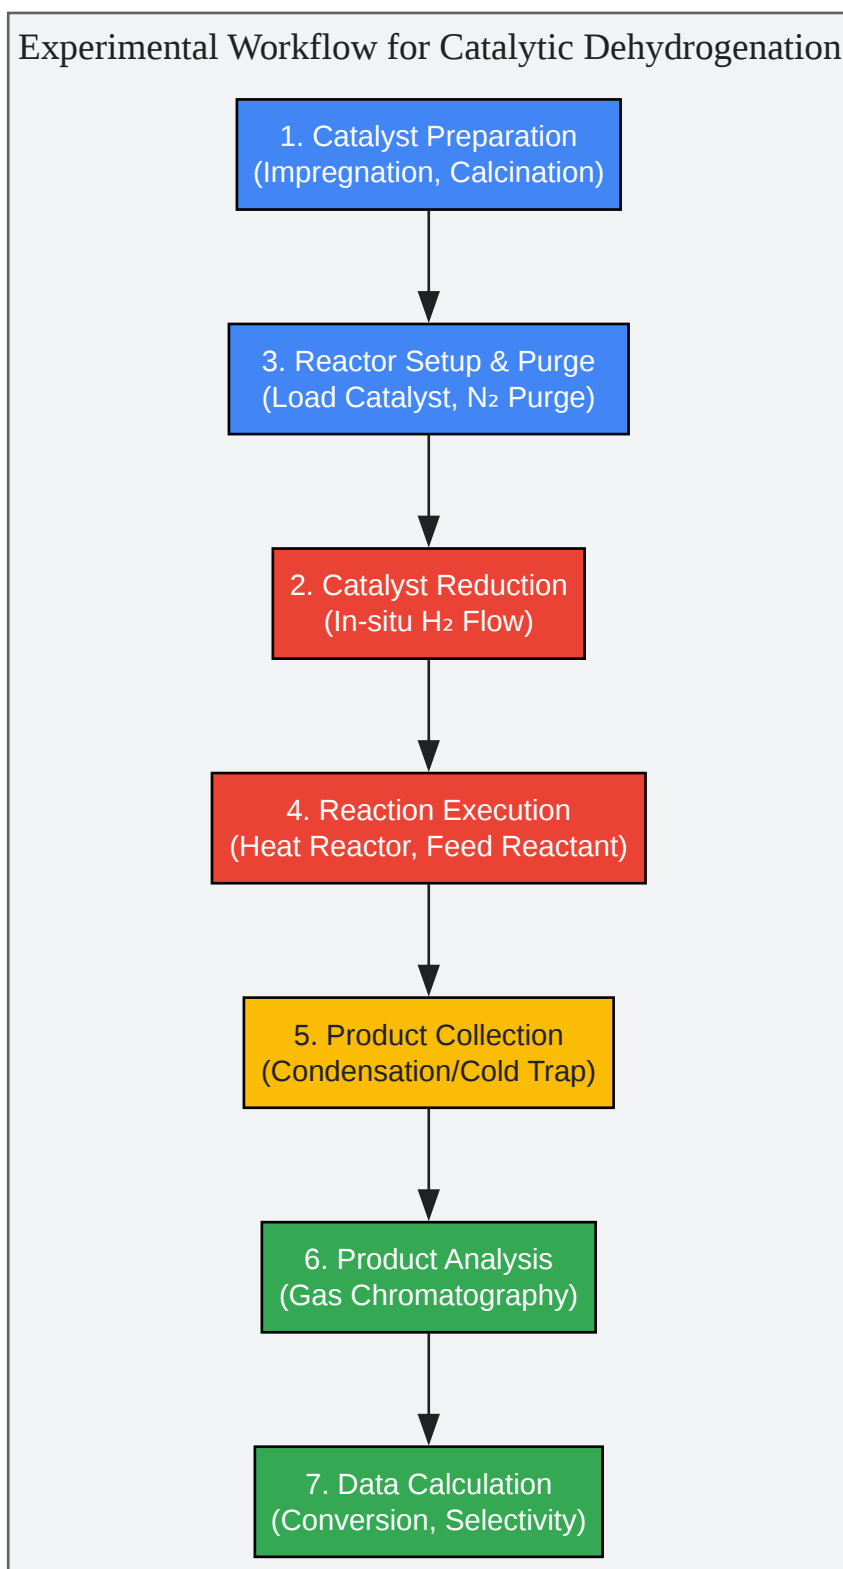 Experimental Workflow for Catalytic Dehydrogenation
1. Catalyst Preparation
(Impregnation, Calcination)
3. Reactor Setup & Purge
(Load Catalyst, N₂ Purge)
2. Catalyst Reduction
(In-situ H₂ Flow)
4. Reaction Execution
(Heat Reactor, Feed Reactant)
5. Product Collection
(Condensation/Cold Trap)
6. Product Analysis
(Gas Chromatography)
7. Data Calculation
(Conversion, Selectivity)